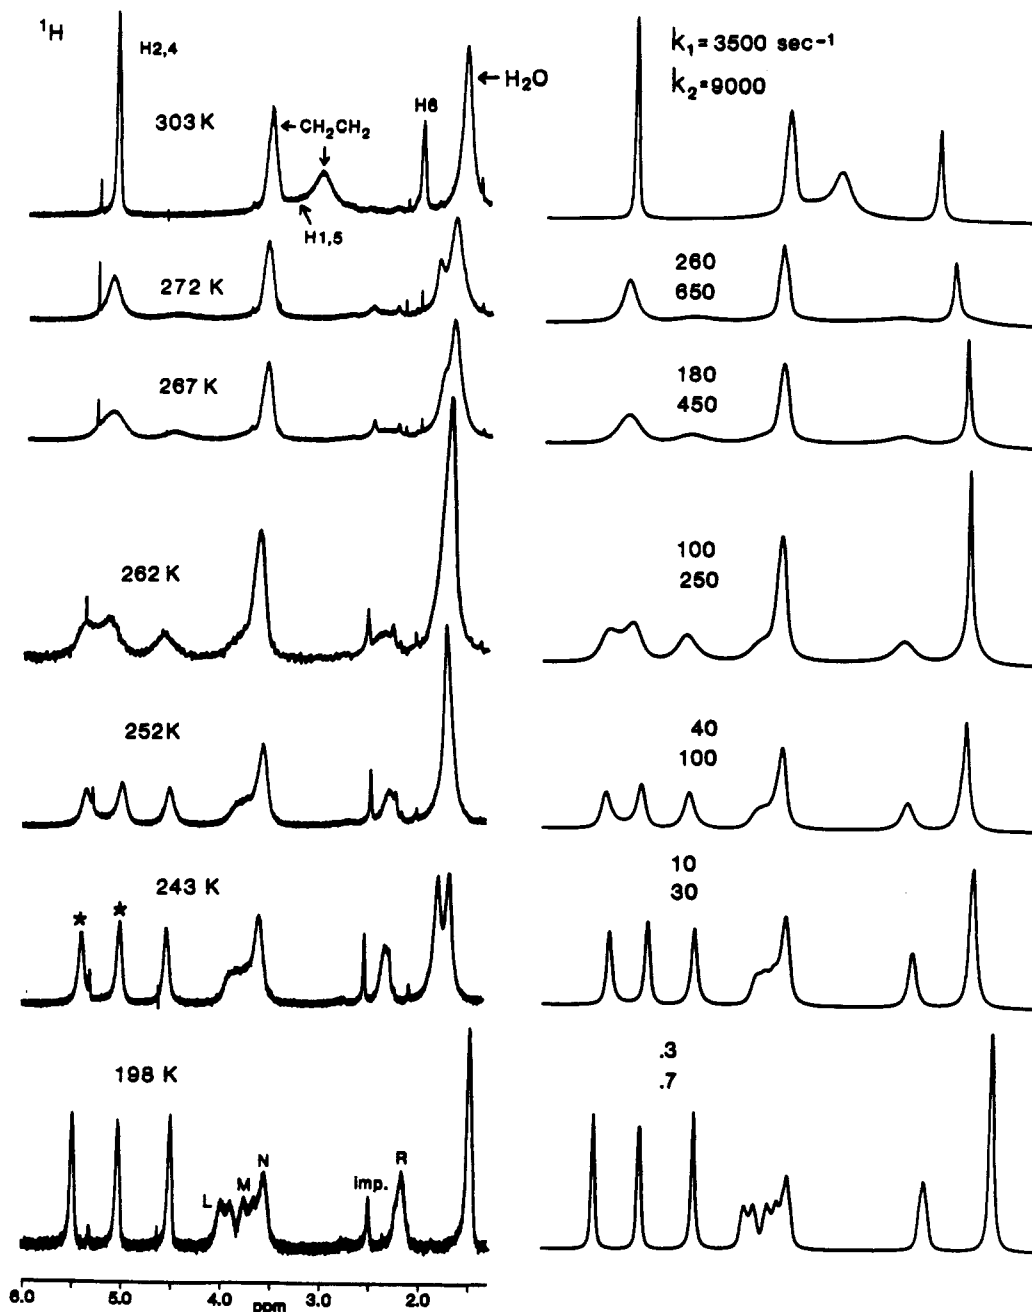 ¹H
H2,4
303 K
←CH₂CH₂
H1,5
H6
←H₂O
k₁=3500 sec⁻¹
k₂=9000
272 K
260
650
267 K
180
450
262 K
100
250
252K
40
100
243 K
* *
10
30
198 K
.3
.7
L M N imp. R
6.0 5.0 4.0 3.0 2.0
ppm